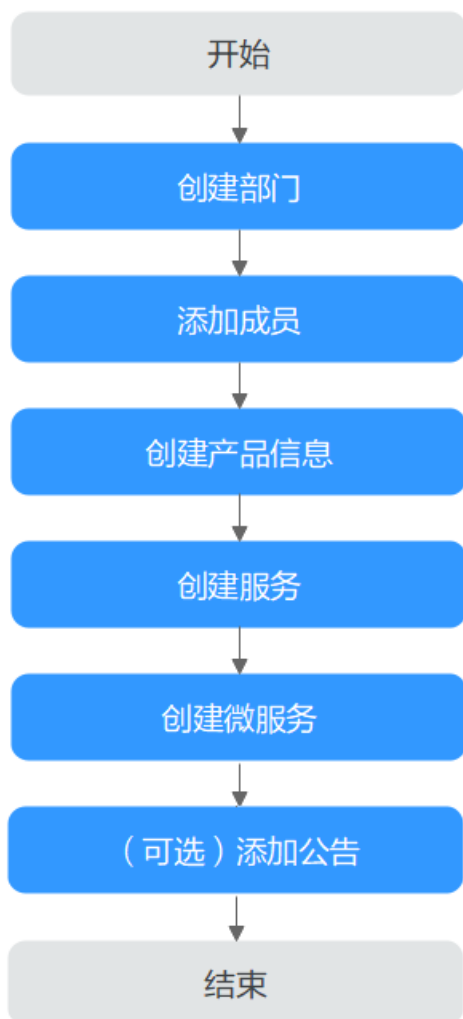 开始
创建部门
添加成员
创建产品信息
创建服务
创建微服务
（可选）添加公告
结束